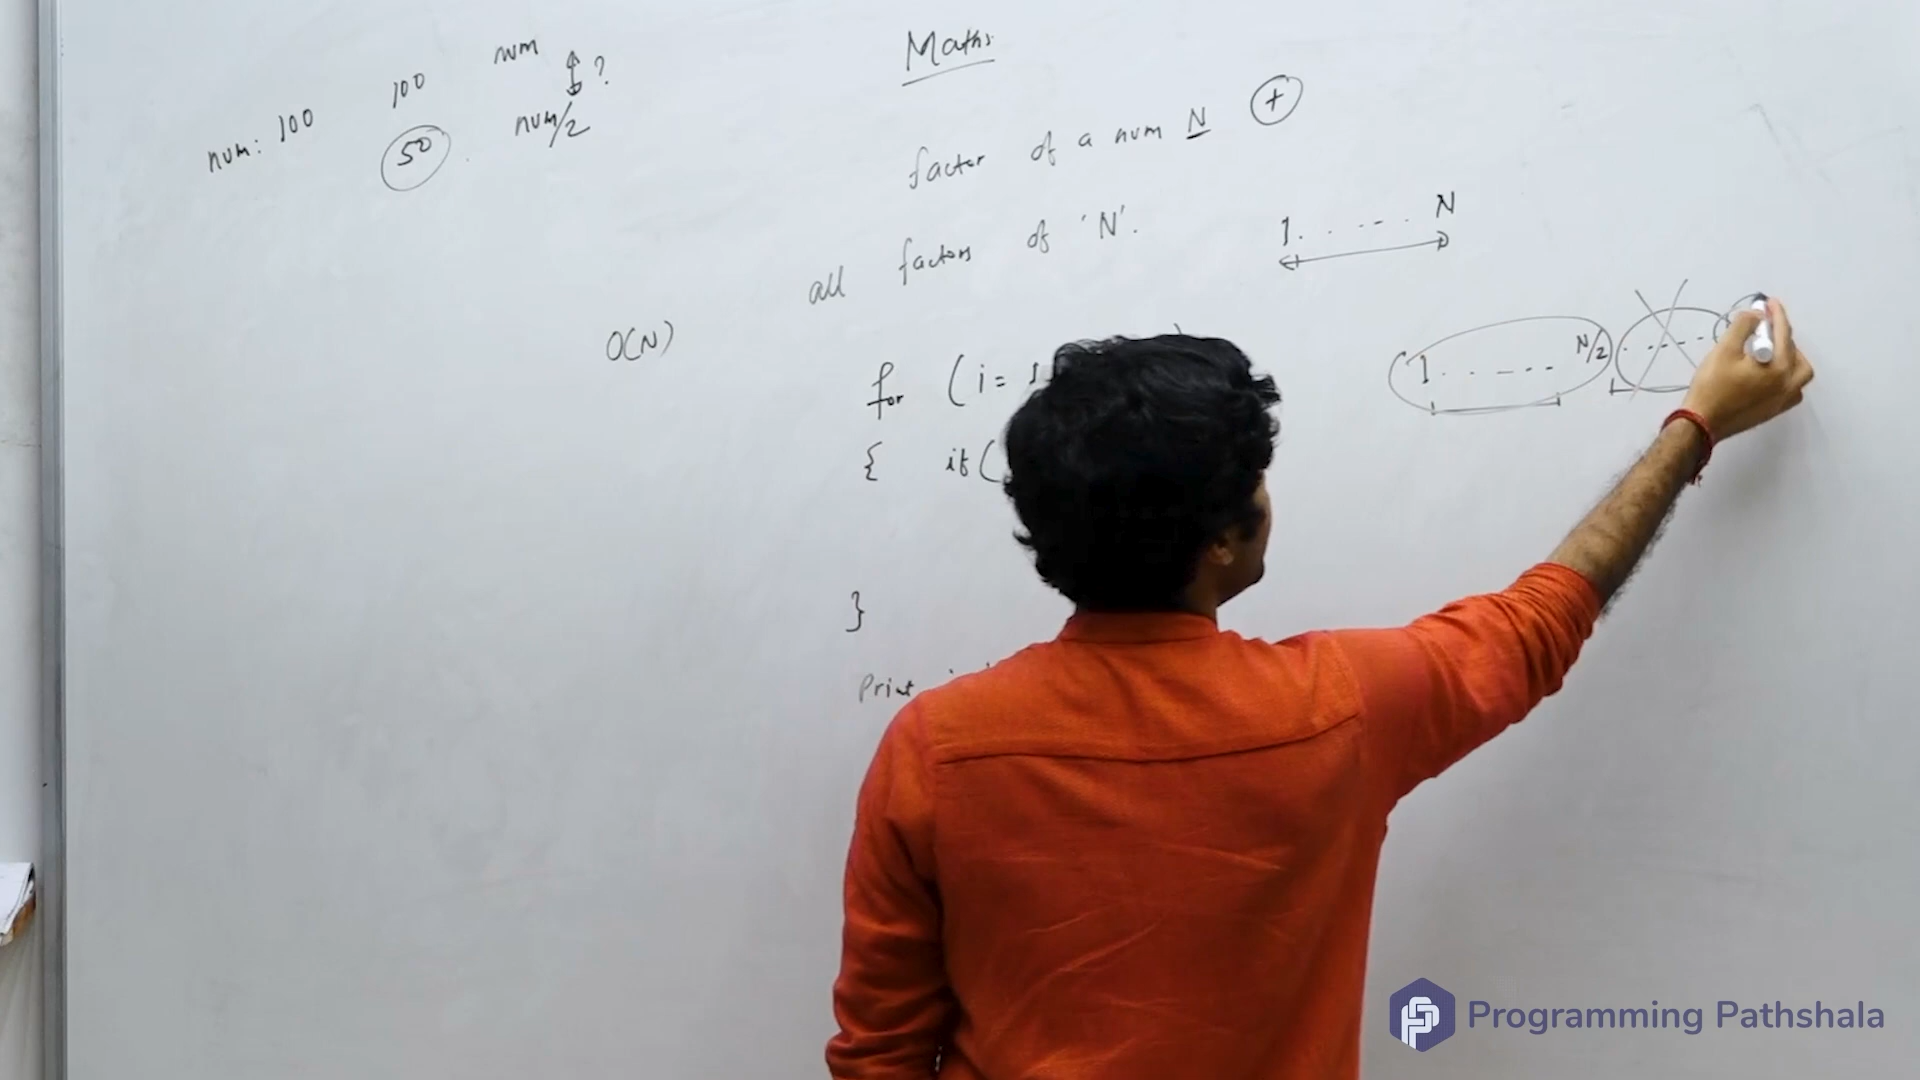 num: 100 100 num
50 num/2 ?
Maths
factor of a num N +
all factors of 'N'.
1. . . - - . N
O(N)
for (i = 1
1. . - - - N/2 . - - - .
{ if (
}
Print
Programming Pathshala